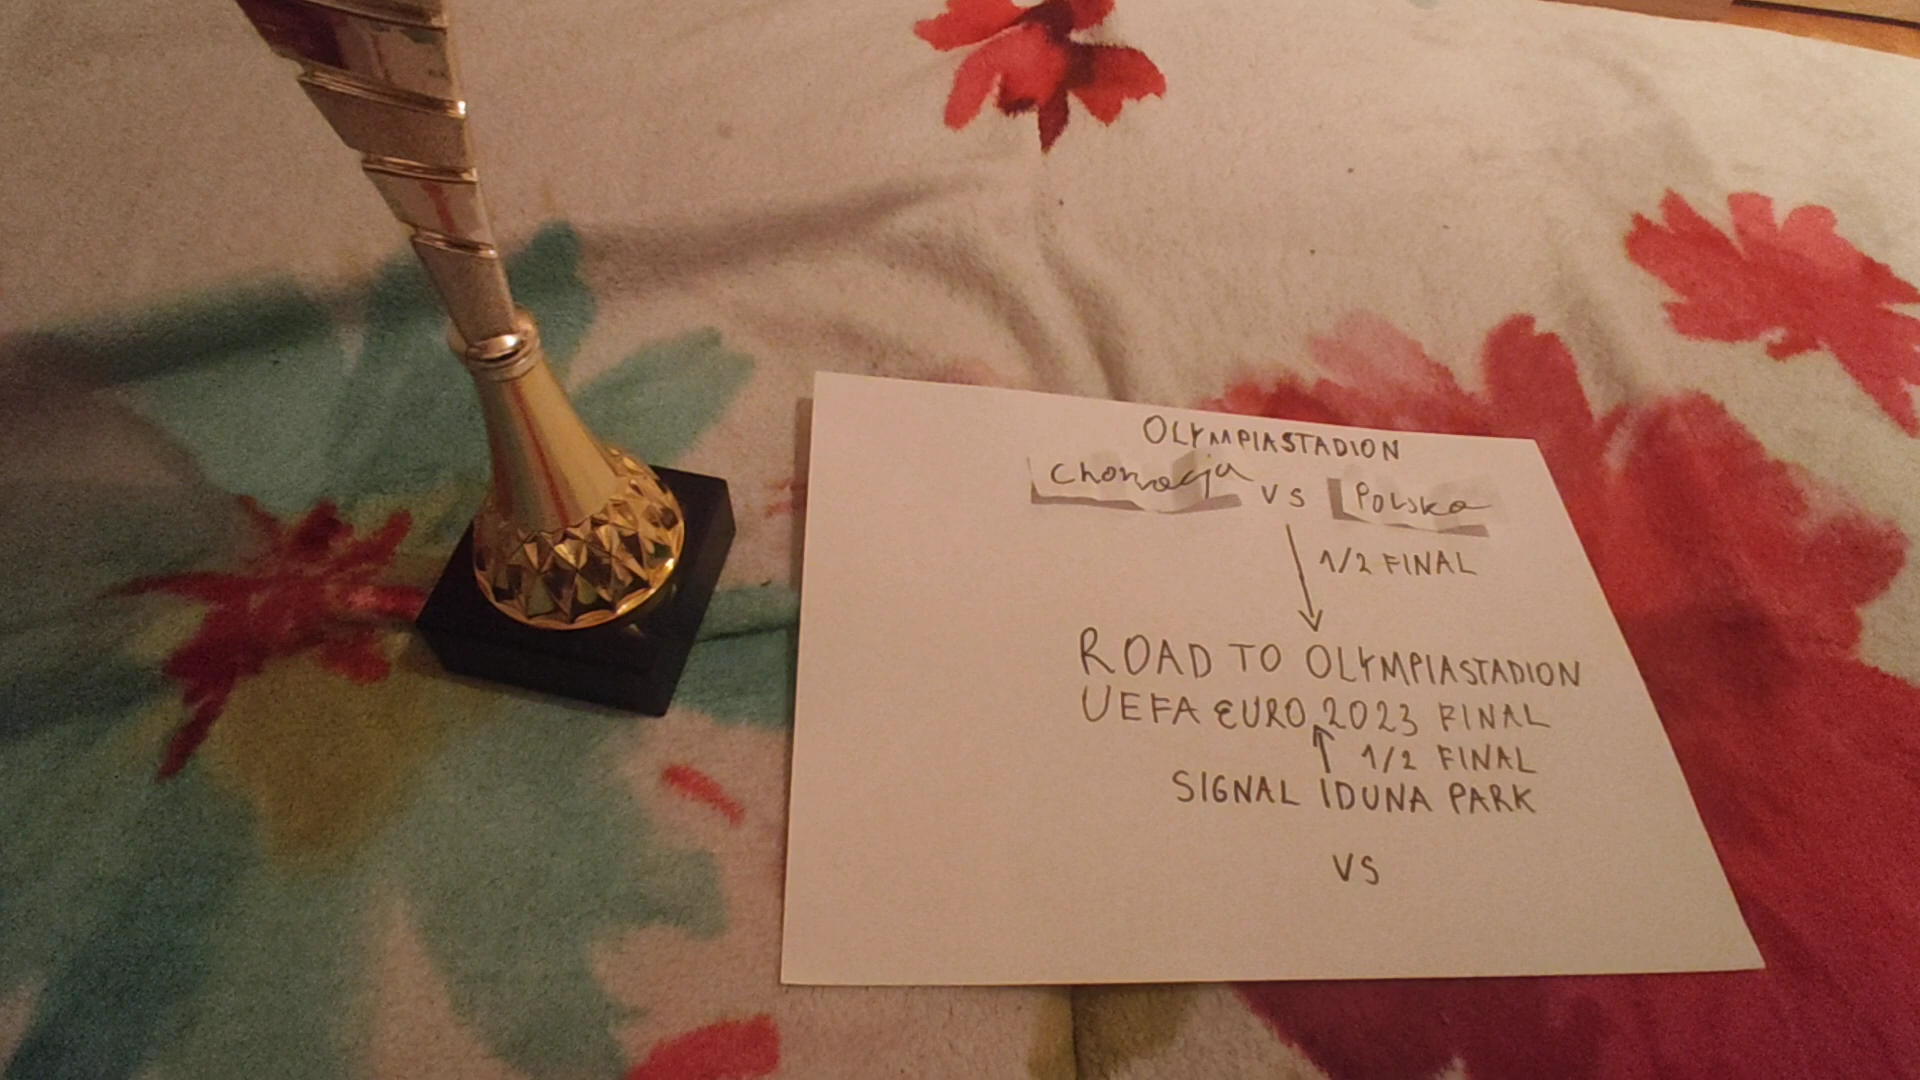 OLYMPIASTADION
Chorwacja vs Polska
1/2 FINAL
ROAD TO OLYMPIASTADION
UEFA EURO 2023 FINAL
1/2 FINAL
SIGNAL IDUNA PARK
VS